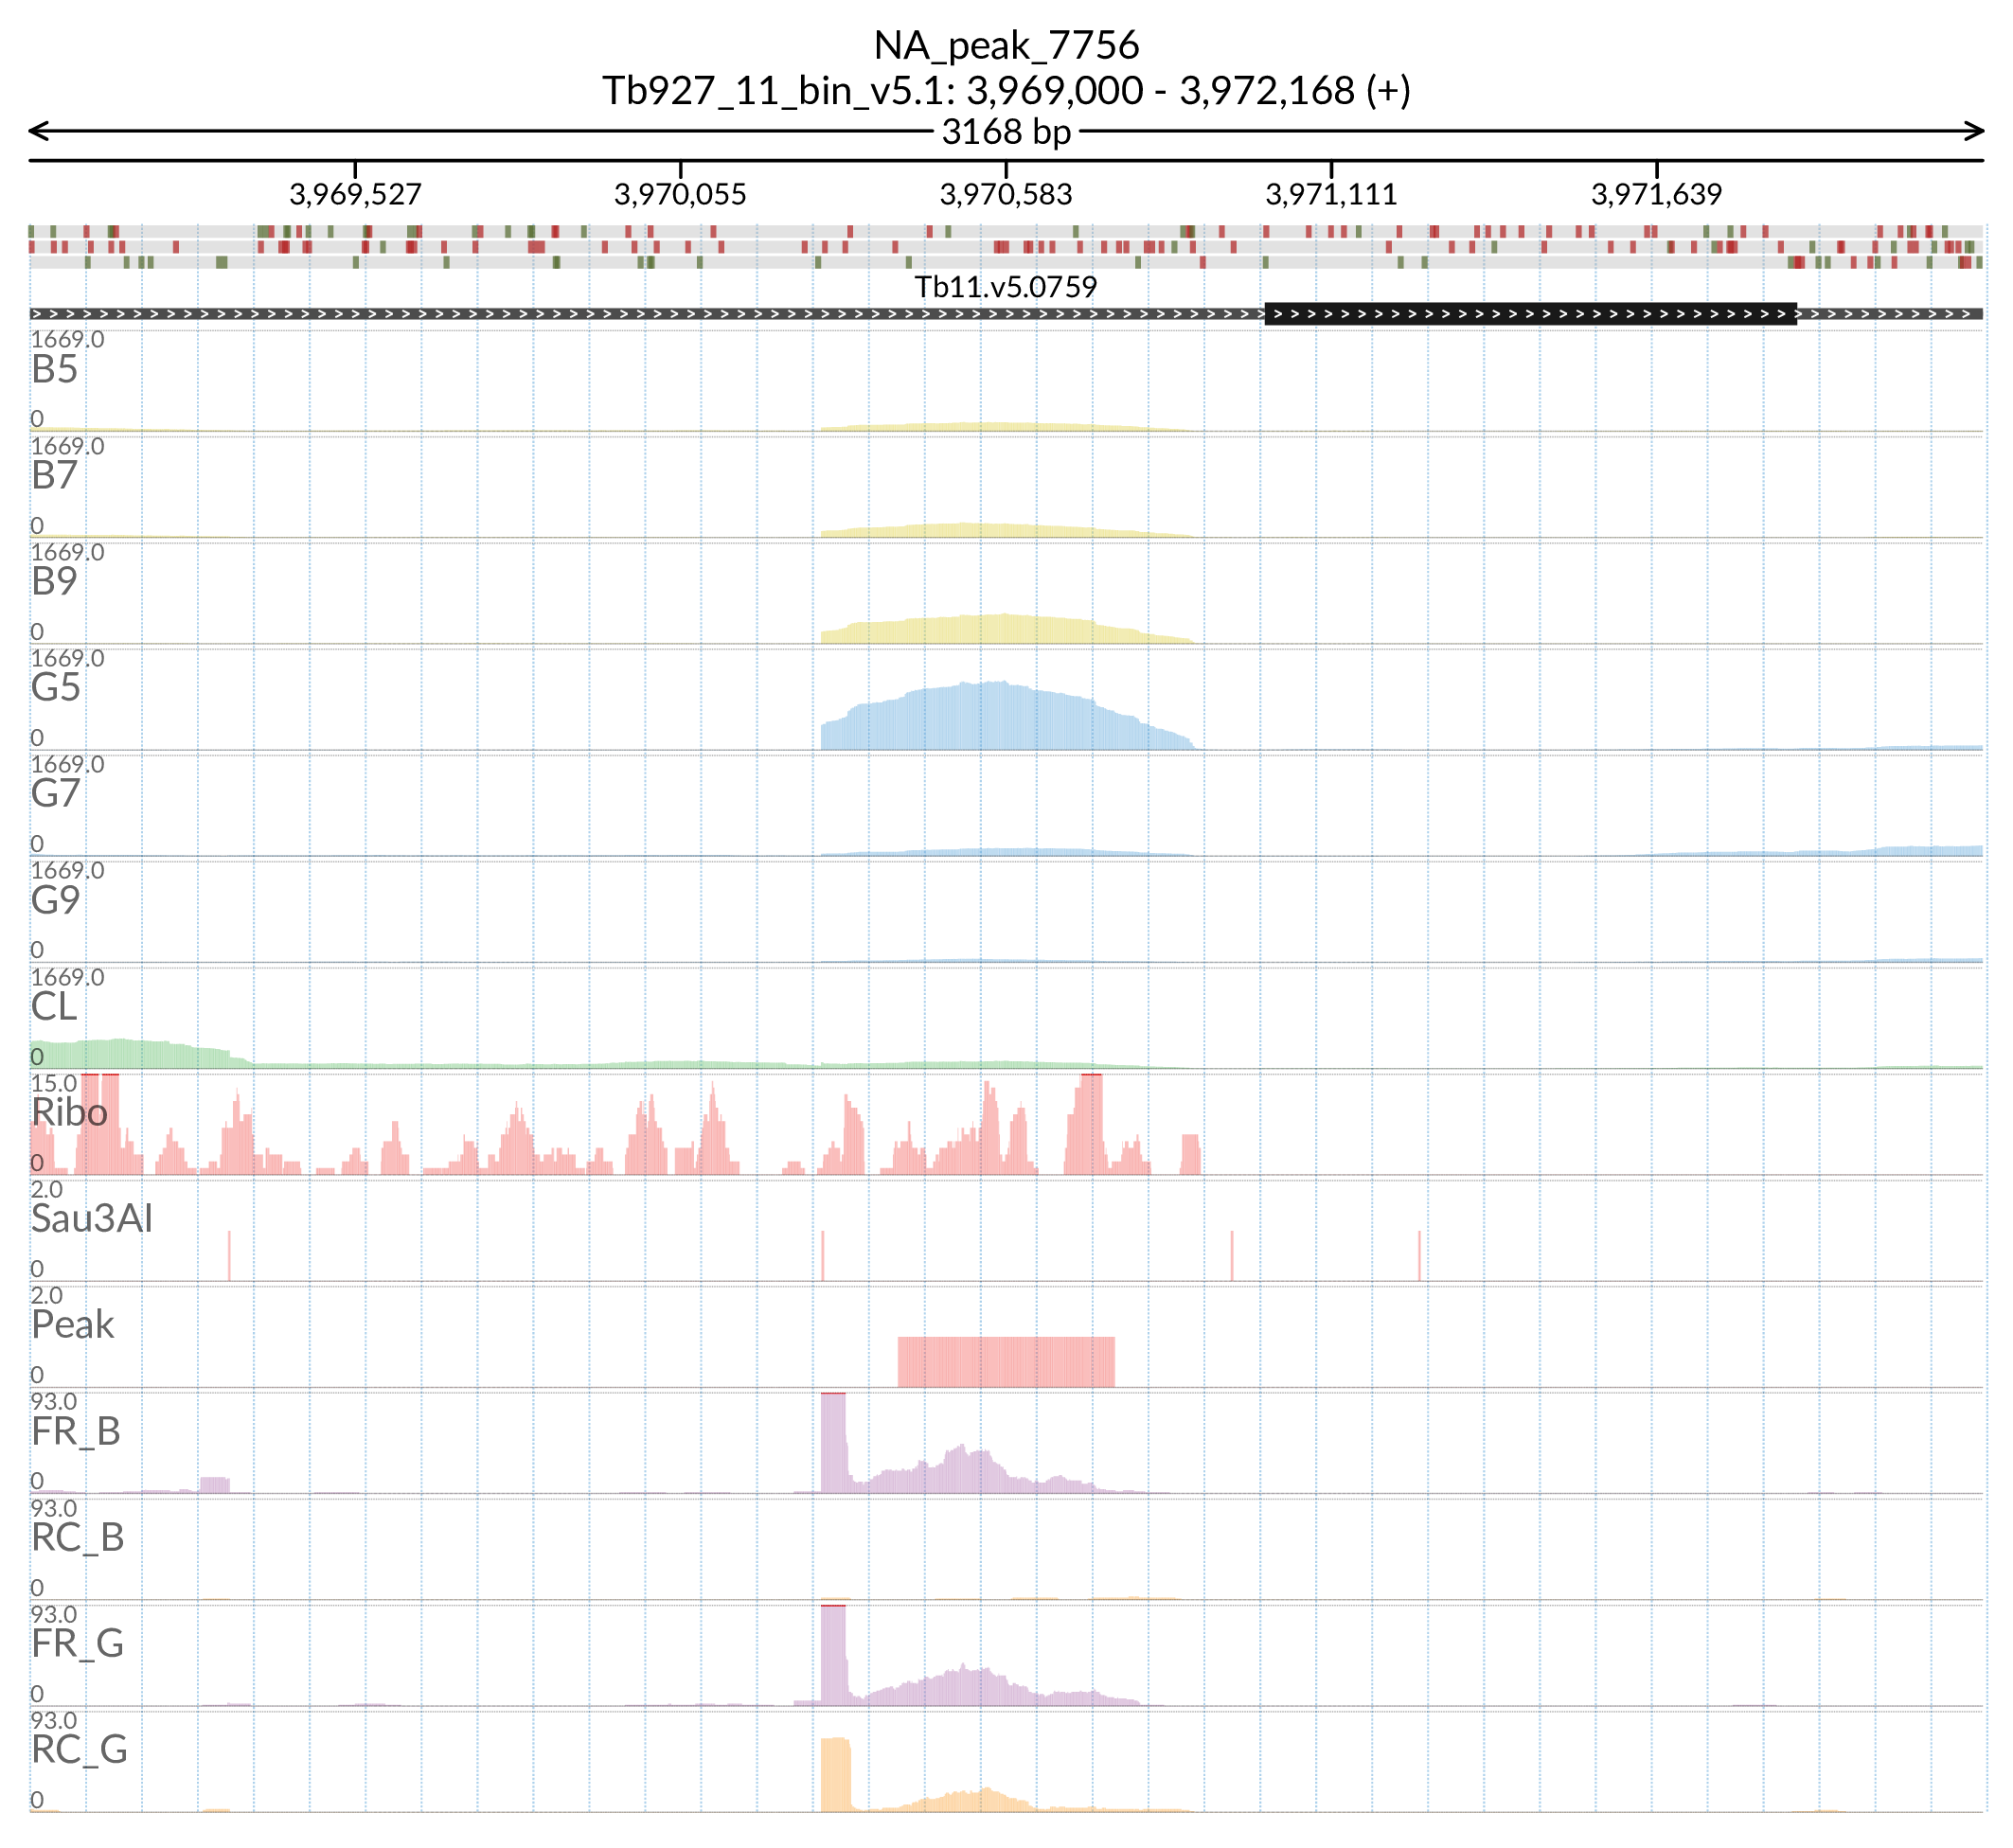 NA_peak_7756
Tb927_11_bin_v5.1: 3,969,000 - 3,972,168 (+)
3168 bp
3,969,527 3,970,055 3,970,583 3,971,111 3,971,639
Tb11.v5.0759
1669.0
B5
0
1669.0
B7
0
1669.0
B9
0
1669.0
G5
0
1669.0
G7
0
1669.0
G9
0
1669.0
CL
0
15.0
Ribo
0
2.0
Sau3AI
0
2.0
Peak
0
93.0
FR_B
0
93.0
RC_B
0
93.0
FR_G
0
93.0
RC_G
0